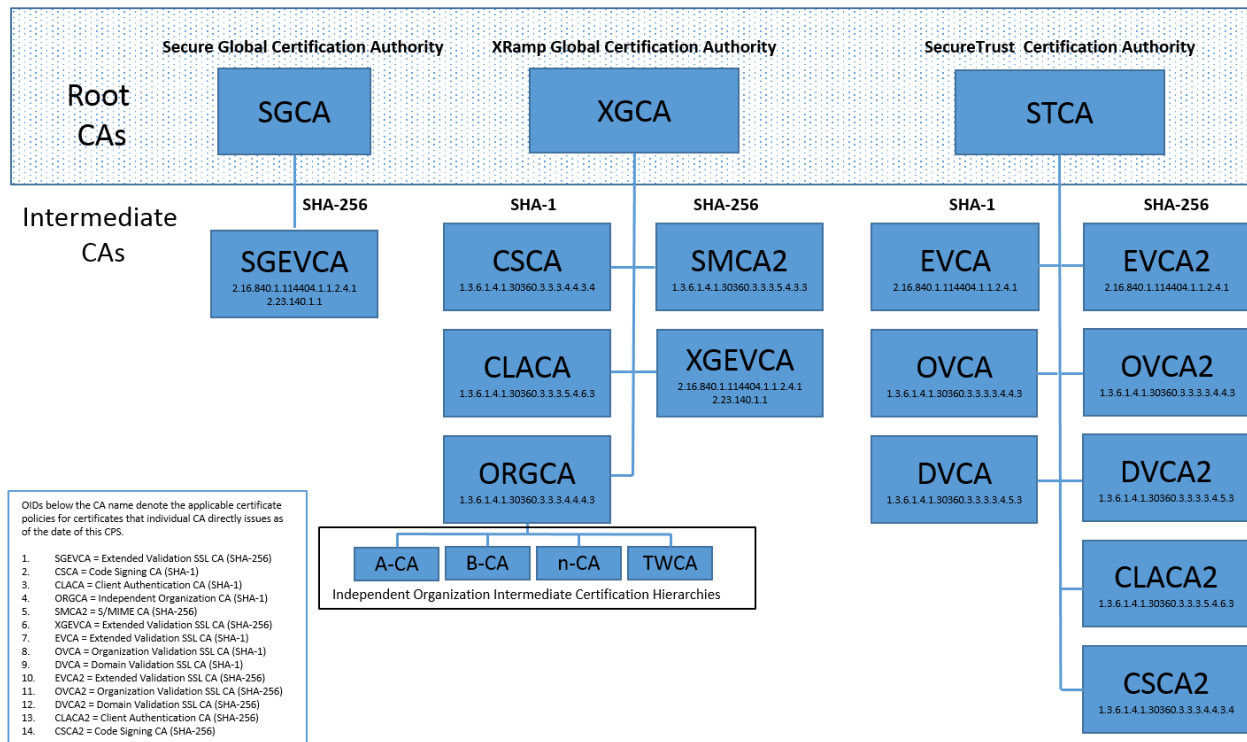 Secure Global Certification Authority
XRamp Global Certification Authority
SecureTrust Certification Authority
Root
CAs
SGCA
XGCA
STCA
Intermediate
CAs
SHA-256
SHA-1
SHA-256
SHA-1
SHA-256
SGEVCA
2.16.840.1.114404.1.1.2.4.1
2.23.140.1.1
CSCA
1.3.6.1.4.1.30360.3.3.3.4.4.3.4
SMCA2
1.3.6.1.4.1.30360.3.3.3.5.4.3.3
EVCA
2.16.840.1.114404.1.1.2.4.1
EVCA2
2.16.840.1.114404.1.1.2.4.1
CLACA
1.3.6.1.4.1.30360.3.3.3.5.4.6.3
XGEVCA
2.16.840.1.114404.1.1.2.4.1
2.23.140.1.1
OVCA
1.3.6.1.4.1.30360.3.3.3.3.4.4.3
OVCA2
1.3.6.1.4.1.30360.3.3.3.3.4.4.3
ORGCA
1.3.6.1.4.1.30360.3.3.3.4.4.4.3
DVCA
1.3.6.1.4.1.30360.3.3.3.3.4.5.3
DVCA2
1.3.6.1.4.1.30360.3.3.3.3.4.5.3
A-CA
B-CA
n-CA
TWCA
Independent Organization Intermediate Certification Hierarchies
CLACA2
1.3.6.1.4.1.30360.3.3.3.5.4.6.3
CSCA2
1.3.6.1.4.1.30360.3.3.3.4.4.3.4
OIDs below the CA name denote the applicable certificate
policies for certificates that individual CA directly issues as
of the date of this CPS.
1. SGEVCA = Extended Validation SSL CA (SHA-256)
2. CSCA = Code Signing CA (SHA-1)
3. CLACA = Client Authentication CA (SHA-1)
4. ORGCA = Independent Organization CA (SHA-1)
5. SMCA2 = S/MIME CA (SHA-256)
6. XGEVCA = Extended Validation SSL CA (SHA-256)
7. EVCA = Extended Validation SSL CA (SHA-1)
8. OVCA = Organization Validation SSL CA (SHA-1)
9. DVCA = Domain Validation SSL CA (SHA-1)
10. EVCA2 = Extended Validation SSL CA (SHA-256)
11. OVCA2 = Organization Validation SSL CA (SHA-256)
12. DVCA2 = Domain Validation SSL CA (SHA-256)
13. CLACA2 = Client Authentication CA (SHA-256)
14. CSCA2 = Code Signing CA (SHA-256)